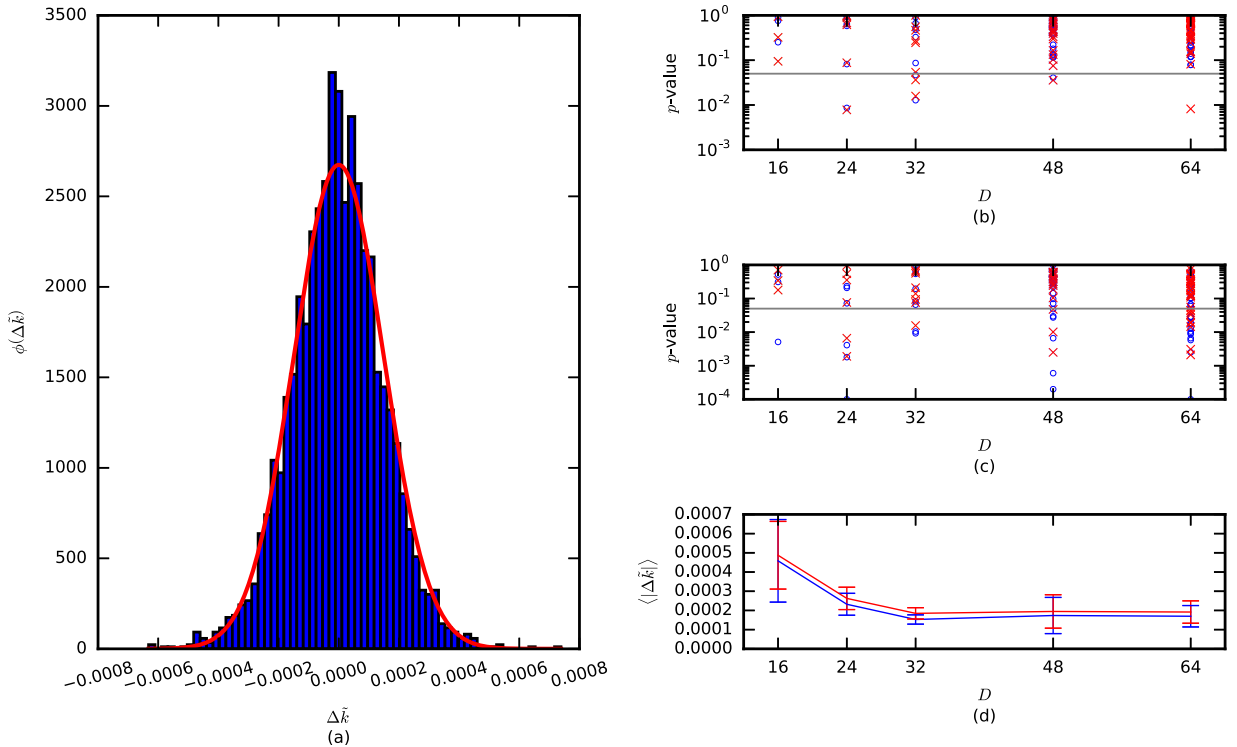 3500
3000
2500
2000
1500
1000
500
0
ϕ(Δk̃)
−0.0008
−0.0006
−0.0004
−0.0002
0.0000
0.0002
0.0004
0.0006
0.0008
Δk̃
(a)
10^0
10^-1
10^-2
10^-3
p-value
16 24 32 48 64
D
(b)
10^0
10^-1
10^-2
10^-3
10^-4
p-value
16 24 32 48 64
D
(c)
0.0007
0.0006
0.0005
0.0004
0.0003
0.0002
0.0001
0.0000
⟨|Δk̃|⟩
16 24 32 48 64
D
(d)